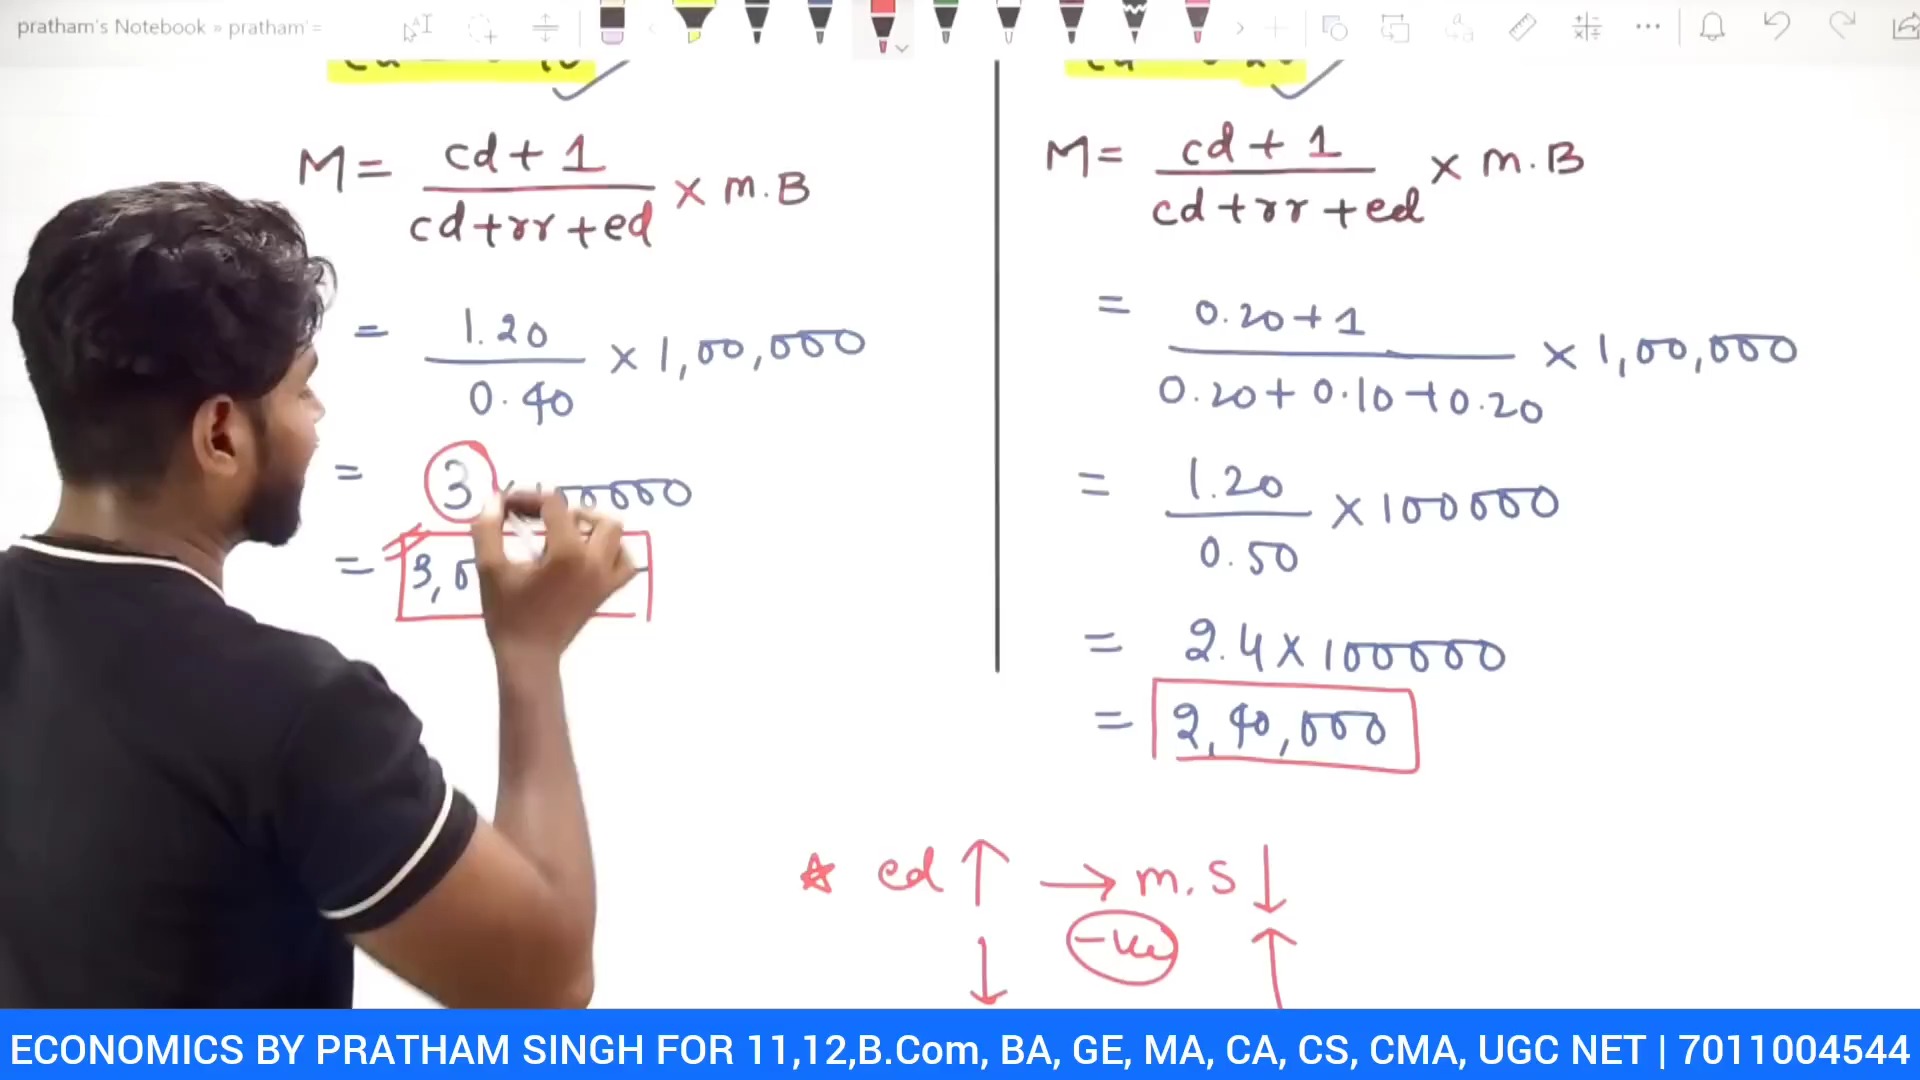 pratham's Notebook » pratham'
M = cd + 1 / cd + rr + ed × m.B
= 1.20 / 0.40 × 1,00,000
= 3
=
M = cd + 1 / cd + rr + ed × m.B
= 0.20 + 1 / 0.20 + 0.10 + 0.20 × 1,00,000
= 1.20 / 0.50 × 100000
= 2.4 × 100000
= 2,40,000
☆ ed ↑ → m.S ↓
↓ -ve ↑
ECONOMICS BY PRATHAM SINGH FOR 11,12,B.Com, BA, GE, MA, CA, CS, CMA, UGC NET | 7011004544